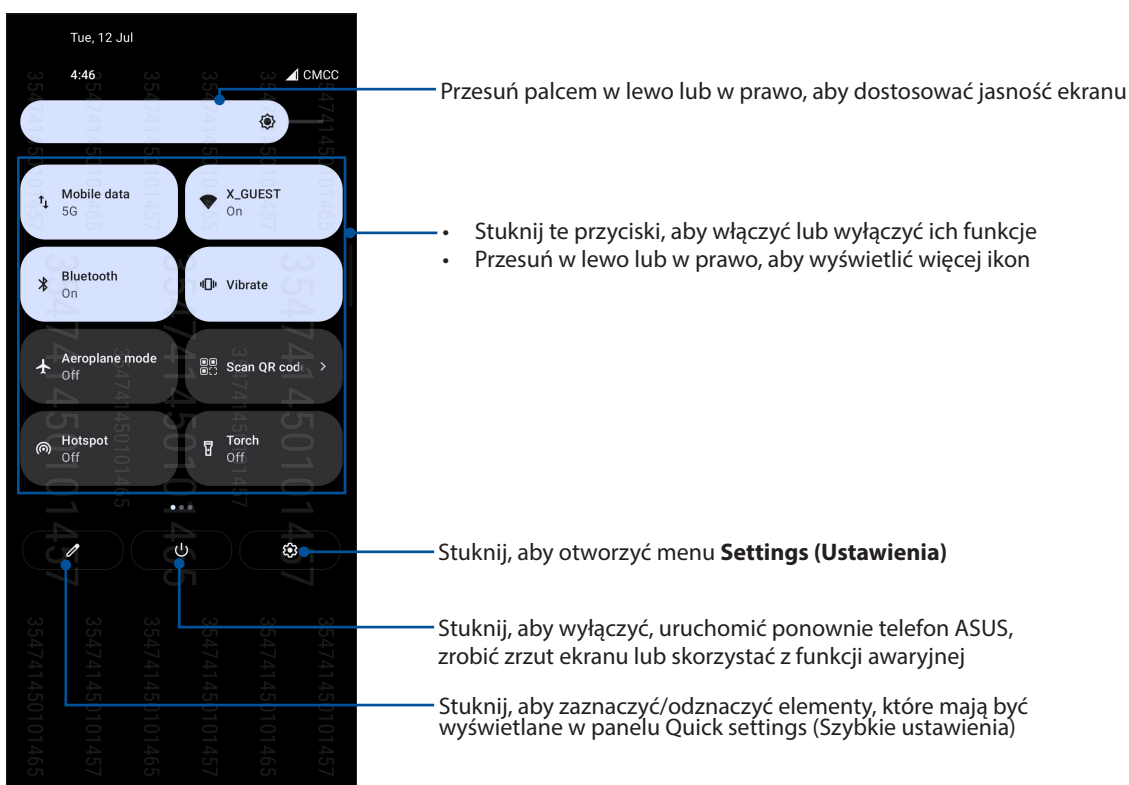 Tue, 12 Jul
4:46
CMCC
Przesuń palcem w lewo lub w prawo, aby dostosować jasność ekranu
Mobile data
5G
X_GUEST
On
• Stuknij te przyciski, aby włączyć lub wyłączyć ich funkcje
• Przesuń w lewo lub w prawo, aby wyświetlić więcej ikon
Bluetooth
On
Vibrate
Aeroplane mode
Off
Scan QR cod
Hotspot
Off
Torch
Off
Stuknij, aby otworzyć menu Settings (Ustawienia)
Stuknij, aby wyłączyć, uruchomić ponownie telefon ASUS,
zrobić zrzut ekranu lub skorzystać z funkcji awaryjnej
Stuknij, aby zaznaczyć/odznaczyć elementy, które mają być
wyświetlane w panelu Quick settings (Szybkie ustawienia)
354741450101465
354741450101457